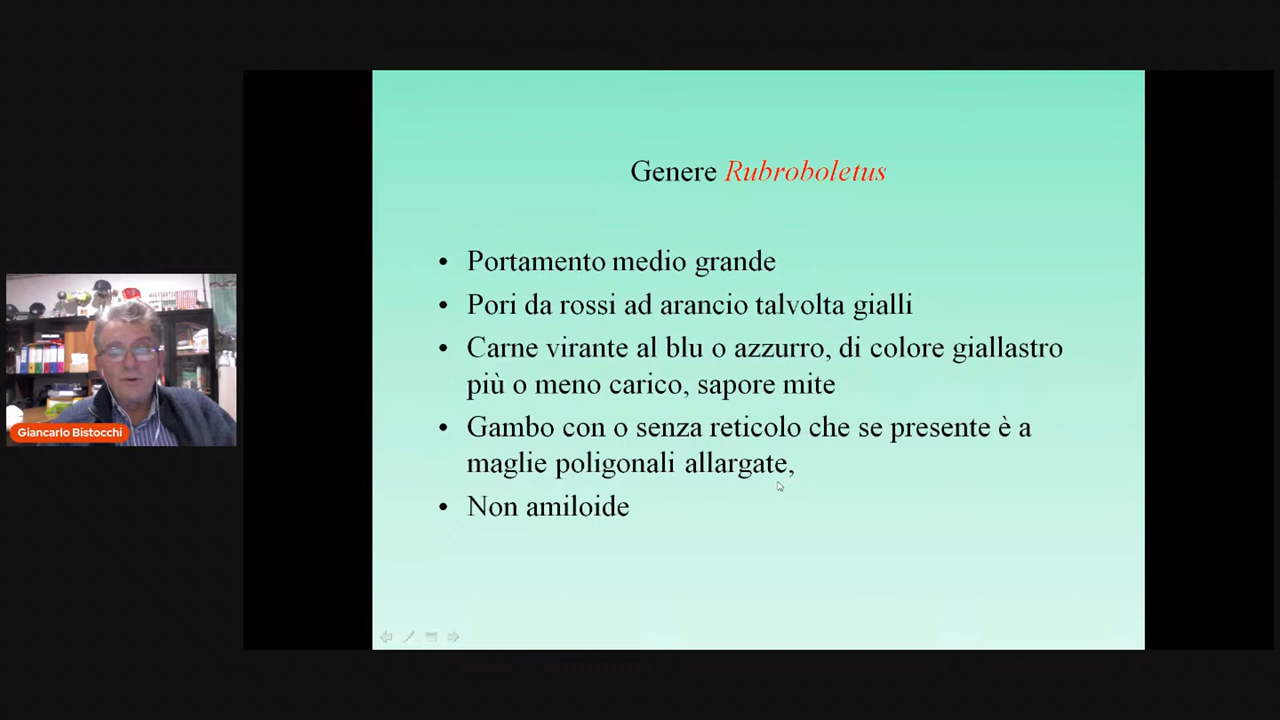 Genere Rubroboletus
• Portamento medio grande
• Pori da rossi ad arancio talvolta gialli
• Carne virante al blu o azzurro, di colore giallastro
più o meno carico, sapore mite
• Gambo con o senza reticolo che se presente è a
maglie poligonali allargate,
• Non amiloide
Giancarlo Bistocchi